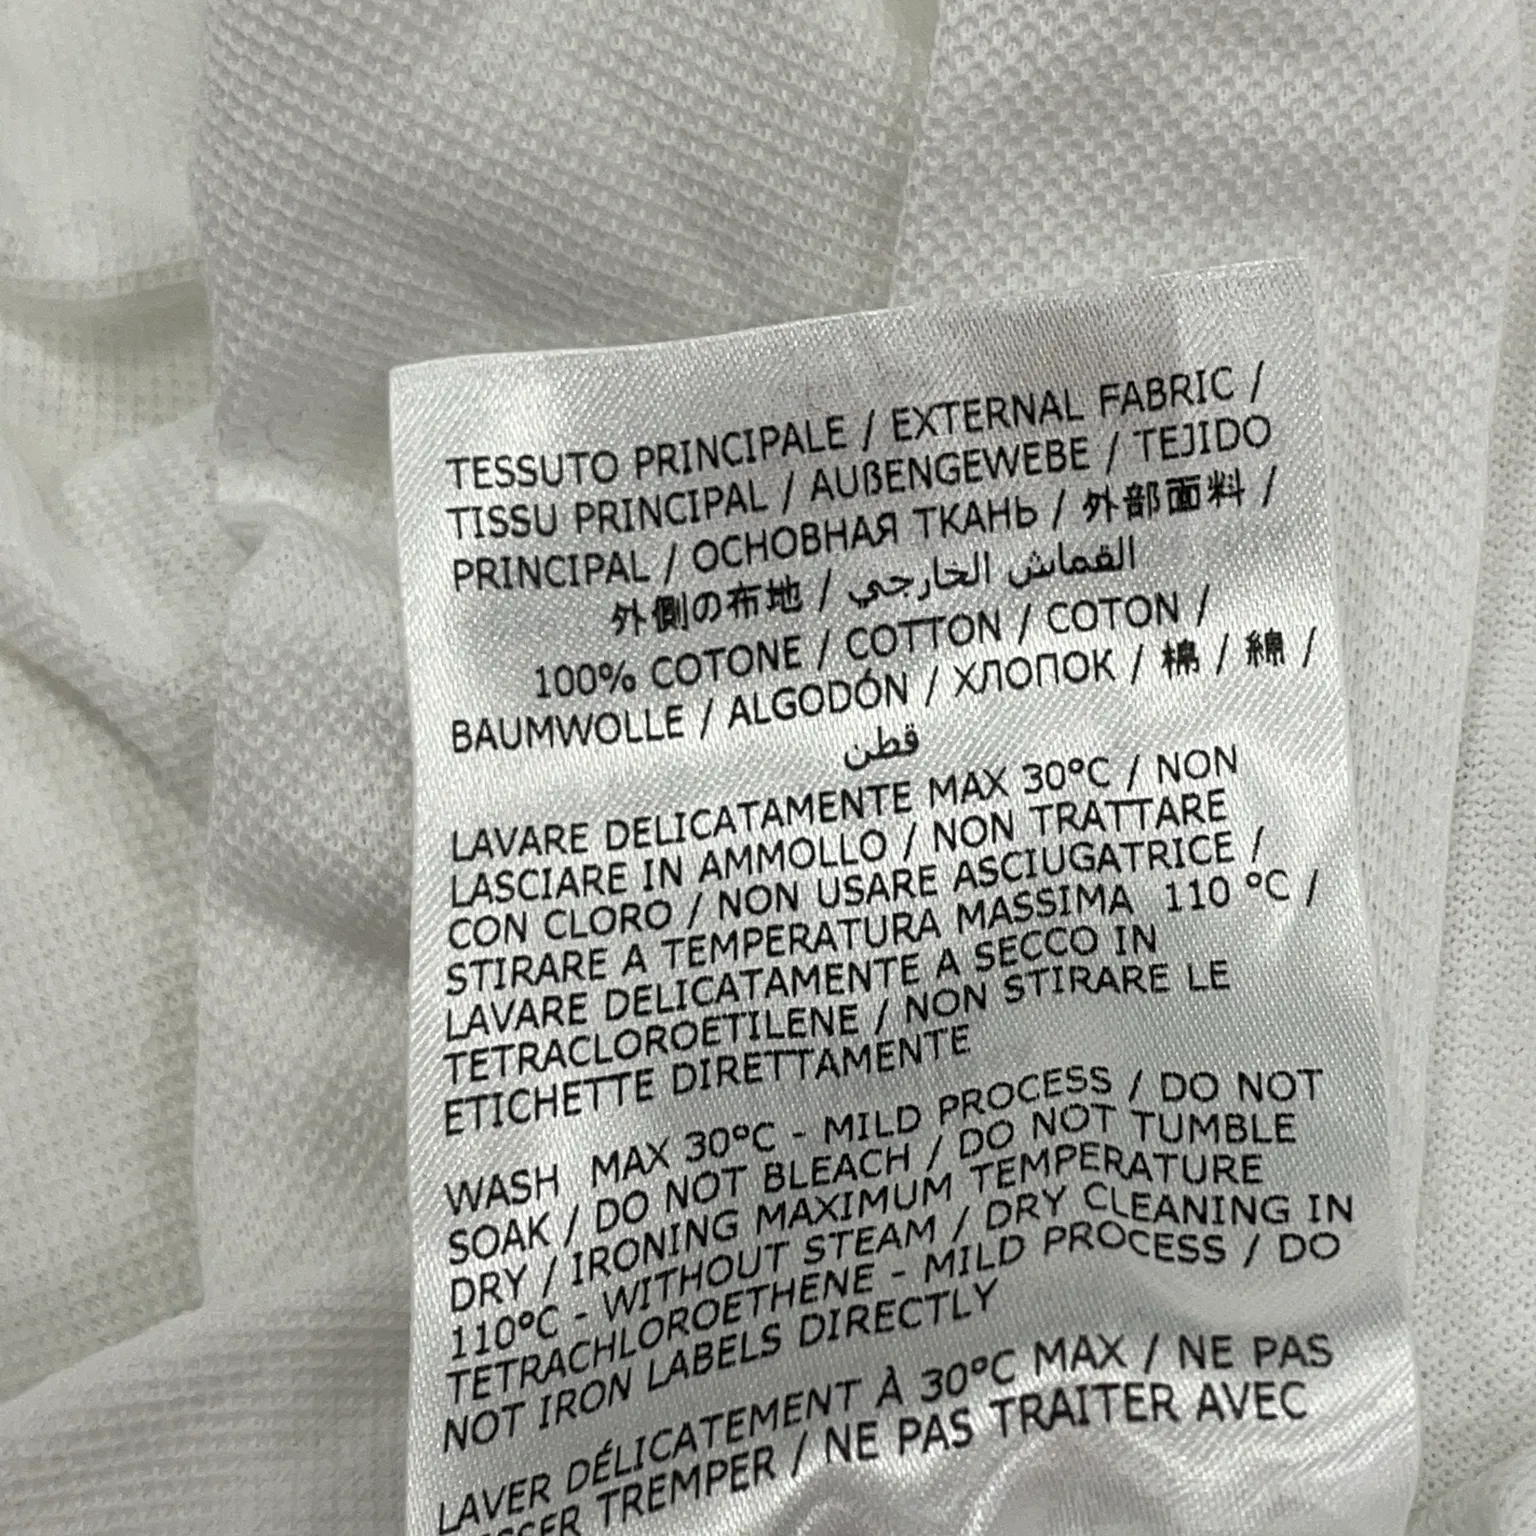 TESSUTO PRINCIPALE / EXTERNAL FABRIC /
TISSU PRINCIPAL / AUßENGEWEBE / TEJIDO
PRINCIPAL / ОСНОВНАЯ ТКАНЬ / 外部面料 /
外側の布地 / القماش الخارجي
100% COTONE / COTTON / COTON /
BAUMWOLLE / ALGODÓN / ХЛОПОК / 棉 / 綿 /
قطن
LAVARE DELICATAMENTE MAX 30°C / NON
LASCIARE IN AMMOLLO / NON TRATTARE
CON CLORO / NON USARE ASCIUGATRICE /
STIRARE A TEMPERATURA MASSIMA 110 °C /
LAVARE DELICATAMENTE A SECCO IN
TETRACLOROETILENE / NON STIRARE LE
ETICHETTE DIRETTAMENTE
WASH MAX 30°C - MILD PROCESS / DO NOT
SOAK / DO NOT BLEACH / DO NOT TUMBLE
DRY / IRONING MAXIMUM TEMPERATURE
110°C - WITHOUT STEAM / DRY CLEANING IN
TETRACHLOROETHENE - MILD PROCESS / DO
NOT IRON LABELS DIRECTLY
LAVER DÉLICATEMENT À 30°C MAX / NE PAS
TREMPER / NE PAS TRAITER AVEC